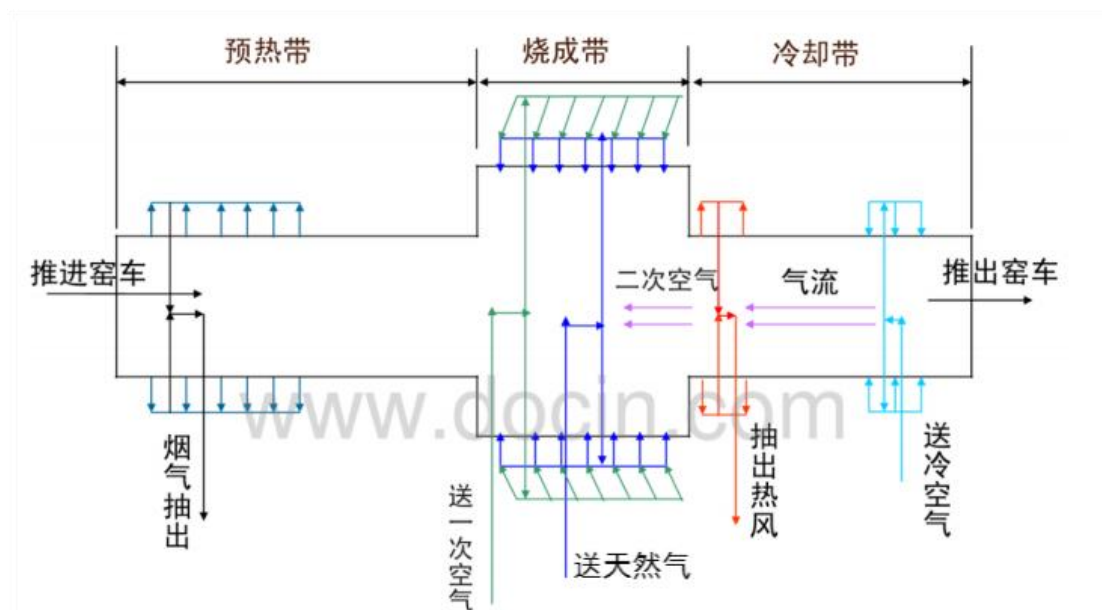 预热带
烧成带
冷却带
推进窑车
二次空气
气流
推出窑车
www.docin.com
烟气抽出
送一次空气
送天然气
抽出热风
送冷空气